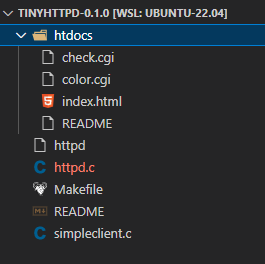 TINYHTTPD-0.1.0 [WSL: UBUNTU-22.04]
htdocs
check.cgi
color.cgi
index.html
README
httpd
httpd.c
Makefile
README
simpleclient.c